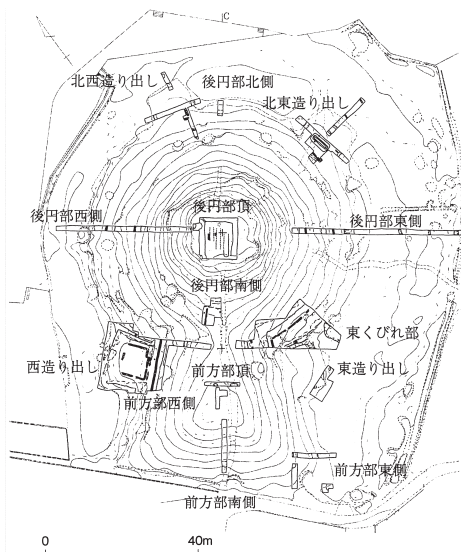 C
北西造り出し
後円部北側
北東造り出し
後円部頂
後円部西側
後円部東側
後円部南側
東くびれ部
西造り出し
前方部頂
東造り出し
前方部西側
前方部東側
前方部南側
0
40m